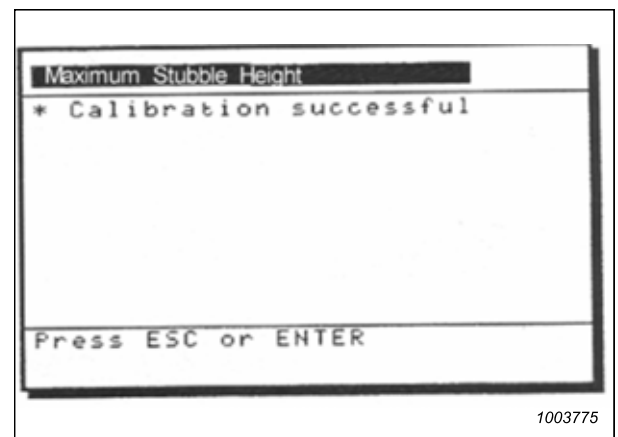 Maximum Stubble Height
* Calibration successful
Press ESC or ENTER
1003775